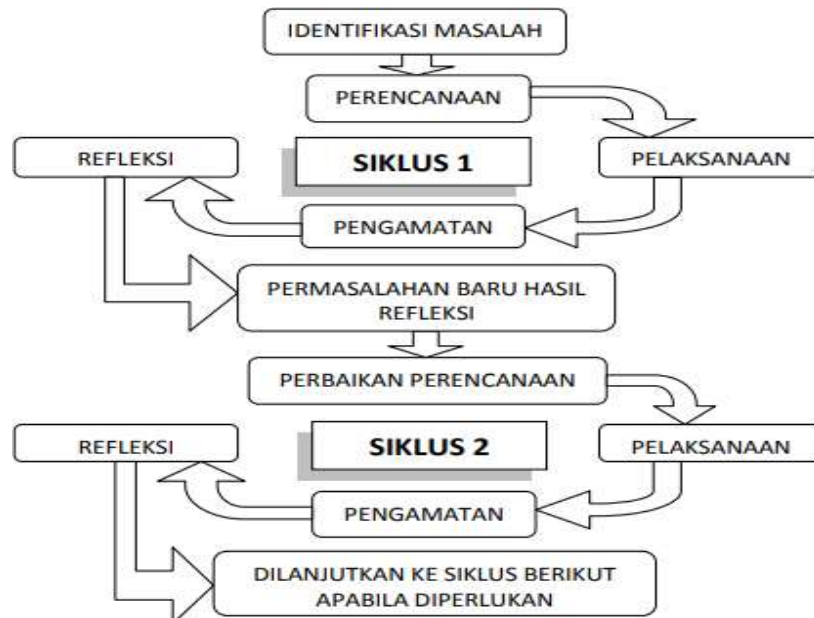 IDENTIFIKASI MASALAH
PERENCANAAN
REFLEKSI
SIKLUS 1
PELAKSANAAN
PENGAMATAN
PERMASALAHAN BARU HASIL
REFLEKSI
PERBAIKAN PERENCANAAN
REFLEKSI
SIKLUS 2
PELAKSANAAN
PENGAMATAN
DILANJUTKAN KE SIKLUS BERIKUT
APABILA DIPERLUKAN